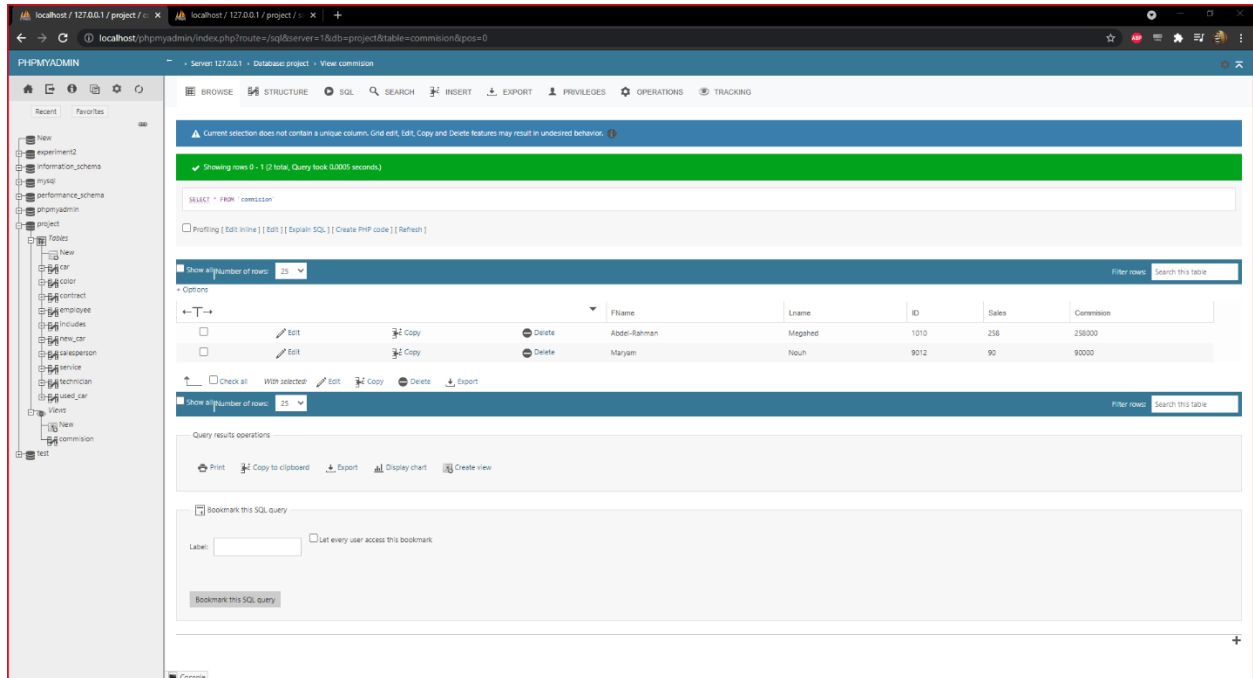 localhost / 127.0.0.1 / project / c
localhost / 127.0.0.1 / project / s
localhost/phpmyadmin/index.php?route=/sql&server=1&db=project&table=commision&pos=0
ABP
PHPMYADMIN
Server: 127.0.0.1 » Database: project » View: commision
BROWSE STRUCTURE SQL SEARCH INSERT EXPORT PRIVILEGES OPERATIONS TRACKING
Recent Favorites
New
experiment2
information_schema
mysql
performance_schema
phpmyadmin
project
Tables
New
car
color
contract
employee
includes
new_car
salesperson
service
technician
used_car
Views
New
commision
test
Current selection does not contain a unique column. Grid edit, Edit, Copy and Delete features may result in undesired behavior.
Showing rows 0 - 1 (2 total, Query took 0.0005 seconds.)
SELECT * FROM `commision`
Profiling [ Edit inline ] [ Edit ] [ Explain SQL ] [ Create PHP code ] [ Refresh ]
Show all Number of rows: 25 Filter rows: Search this table
+ Options
←T→ FName Lname ID Sales Commision
Edit Copy Delete Abdel-Rahman Megahed 1010 258 258000
Edit Copy Delete Maryam Nouh 9012 90 90000
Check all With selected: Edit Copy Delete Export
Show all Number of rows: 25 Filter rows: Search this table
Query results operations
Print Copy to clipboard Export Display chart Create view
Bookmark this SQL query
Label: Let every user access this bookmark
Bookmark this SQL query
Console